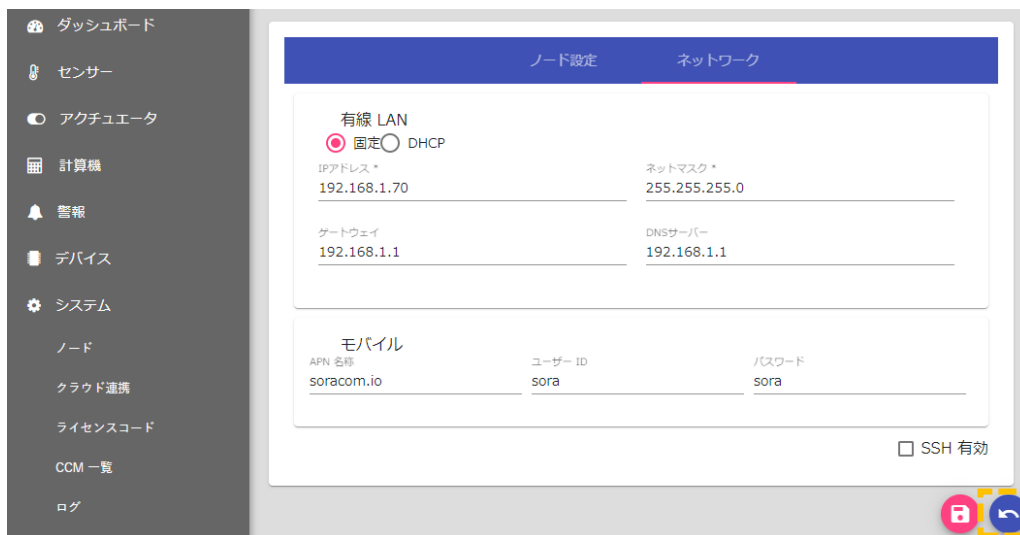 ダッシュボード
センサー
アクチュエータ
計算機
警報
デバイス
システム
ノード
クラウド連携
ライセンスコード
CCM 一覧
ログ
ノード設定 ネットワーク
有線 LAN
固定 DHCP
IPアドレス * ネットマスク *
192.168.1.70 255.255.255.0
ゲートウェイ DNSサーバー
192.168.1.1 192.168.1.1
モバイル
APN 名称 ユーザー ID パスワード
soracom.io sora sora
SSH 有効